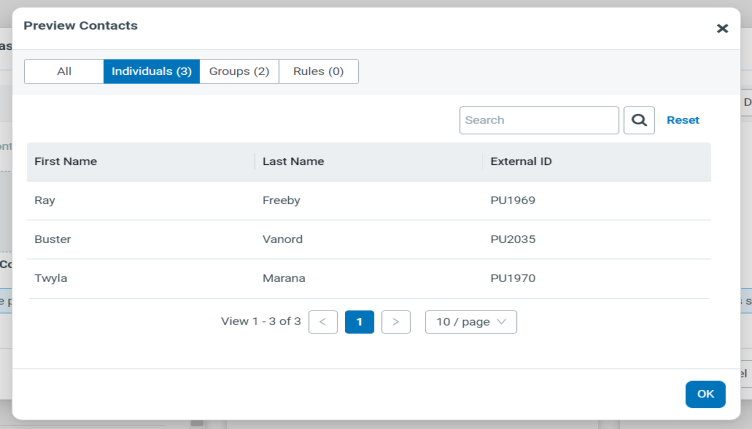 Preview Contacts
All Individuals (3) Groups (2) Rules (0)
Search Reset
First Name Last Name External ID
Ray Freeby PU1969
Buster Vanord PU2035
Twyla Marana PU1970
View 1 - 3 of 3 < 1 > 10 / page
OK